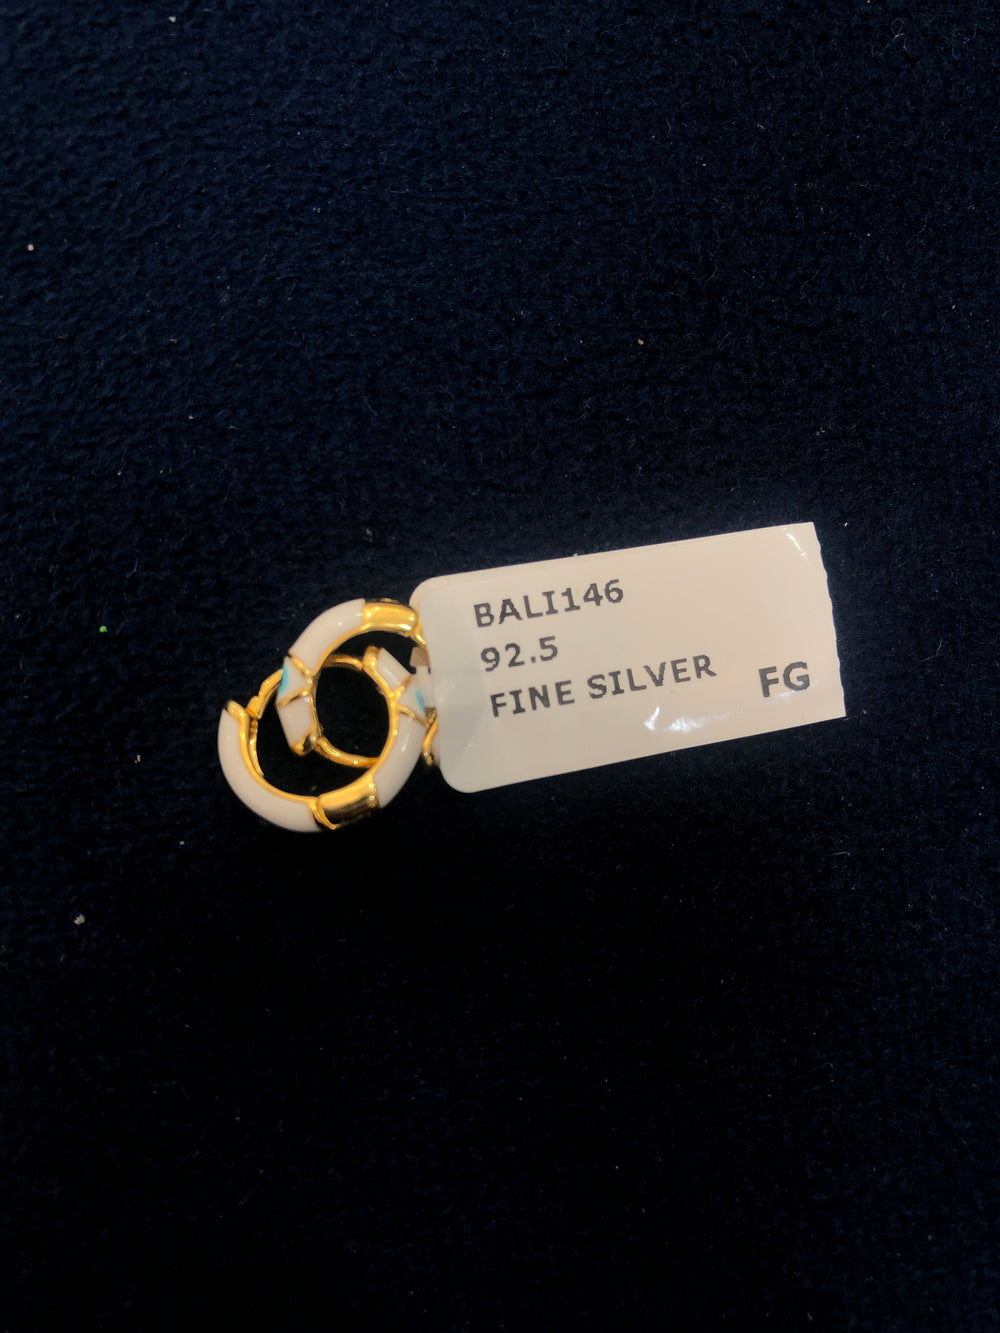 BALI146
92.5
FINE SILVER
FG